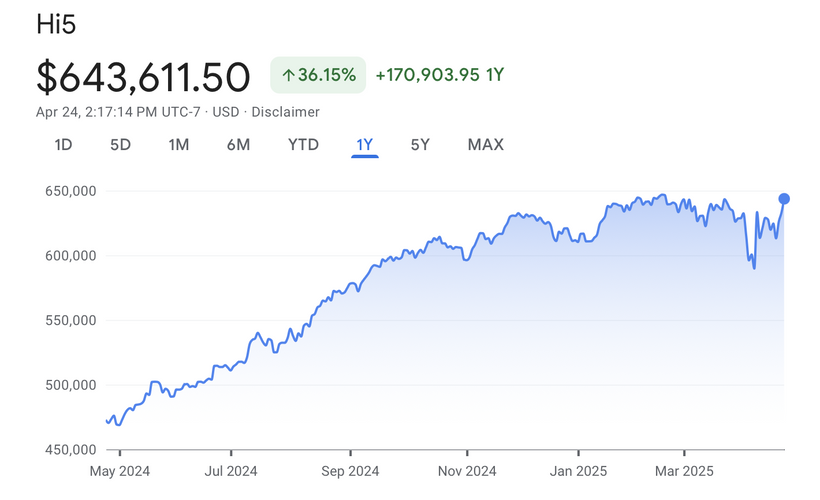 Hi5
$643,611.50 ↑36.15% +170,903.95 1Y
Apr 24, 2:17:14 PM UTC-7 · USD · Disclaimer
1D 5D 1M 6M YTD 1Y 5Y MAX
650,000
600,000
550,000
500,000
450,000
May 2024 Jul 2024 Sep 2024 Nov 2024 Jan 2025 Mar 2025